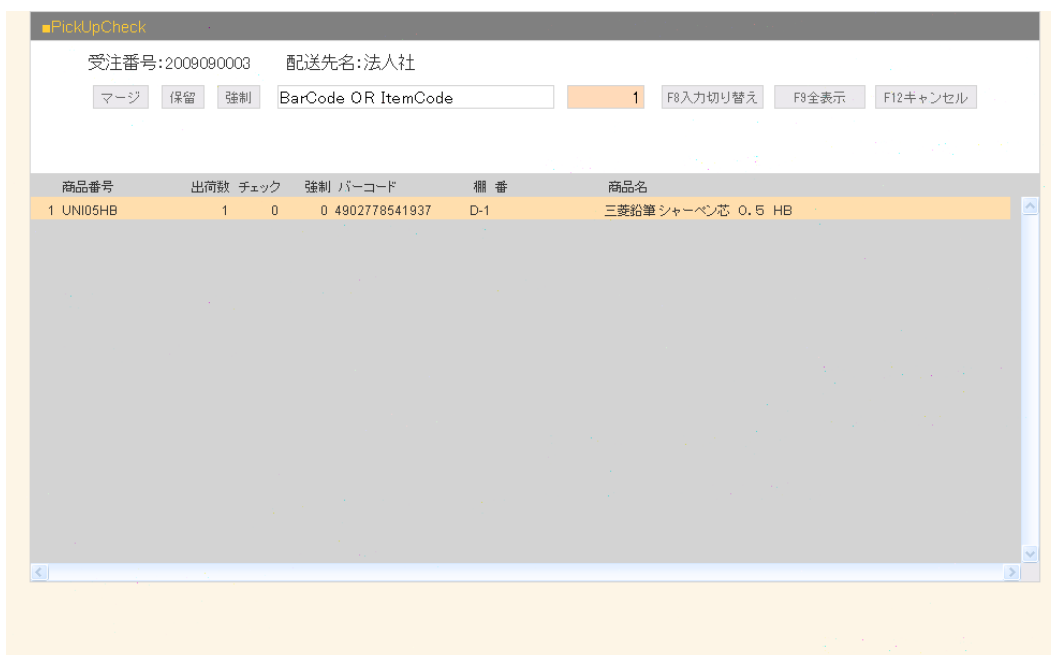 ■PickUpCheck
受注番号:2009090003 配送先名:法人社
マージ 保留 強制 BarCode OR ItemCode 1 F8入力切り替え F9全表示 F12キャンセル
商品番号 出荷数 チェック 強制 バーコード 棚 番 商品名
1 UNI05HB 1 0 0 4902778541937 D-1 三菱鉛筆 シャーペン芯 0.5 HB